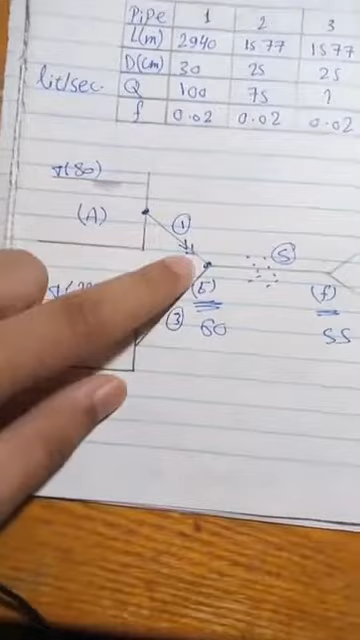 Pipe 1 2 3
L(m) 2940 1577 1577
D(cm) 30 25 25
lit/sec. Q 100 75 ?
f 0.02 0.02 0.02
∇(80)
(A) ①
⑤
(E) (F)
③ 60 55